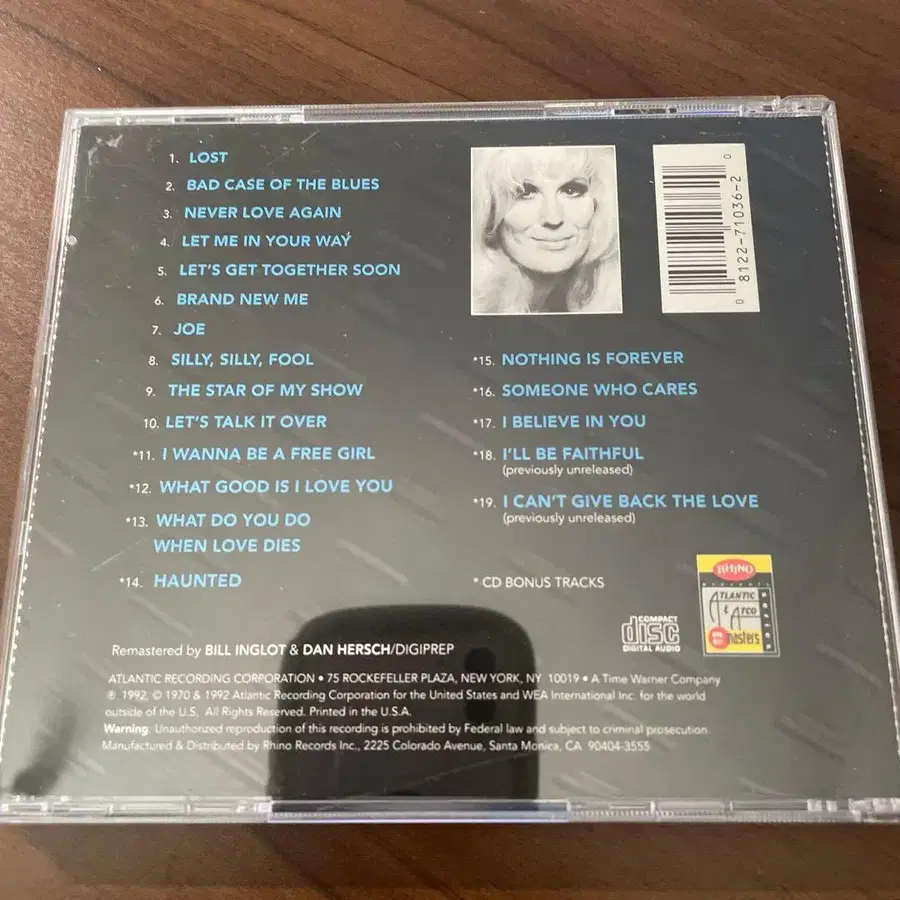 1. LOST
2. BAD CASE OF THE BLUES
3. NEVER LOVE AGAIN
4. LET ME IN YOUR WAY
5. LET'S GET TOGETHER SOON
6. BRAND NEW ME
7. JOE
8. SILLY, SILLY, FOOL
9. THE STAR OF MY SHOW
10. LET'S TALK IT OVER
*11. I WANNA BE A FREE GIRL
*12. WHAT GOOD IS I LOVE YOU
*13. WHAT DO YOU DO
WHEN LOVE DIES
*14. HAUNTED
0 8122-71036-2 0
*15. NOTHING IS FOREVER
*16. SOMEONE WHO CARES
*17. I BELIEVE IN YOU
*18. I'LL BE FAITHFUL
(previously unreleased)
*19. I CAN'T GIVE BACK THE LOVE
(previously unreleased)
* CD BONUS TRACKS
COMPACT
disc
DIGITAL AUDIO
RHINO
PRESENTS
ATLANTIC
& ATCO
masters
Remastered by BILL INGLOT & DAN HERSCH/DIGIPREP
ATLANTIC RECORDING CORPORATION • 75 ROCKEFELLER PLAZA, NEW YORK, NY 10019 • A Time Warner Company
℗ 1992, © 1970 & 1992 Atlantic Recording Corporation for the United States and WEA International Inc. for the world
outside of the U.S. All Rights Reserved. Printed in the U.S.A.
Warning: Unauthorized reproduction of this recording is prohibited by Federal law and subject to criminal prosecution.
Manufactured & Distributed by Rhino Records Inc., 2225 Colorado Avenue, Santa Monica, CA 90404-3555